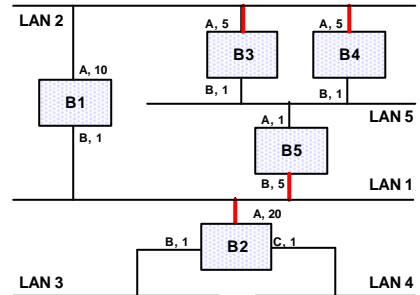 LAN 2
A, 5
A, 5
B3
B4
A, 10
B1
B, 1
B, 1
LAN 5
A, 1
B, 1
B5
B, 5
LAN 1
A, 20
B, 1
B2
C, 1
LAN 3
LAN 4